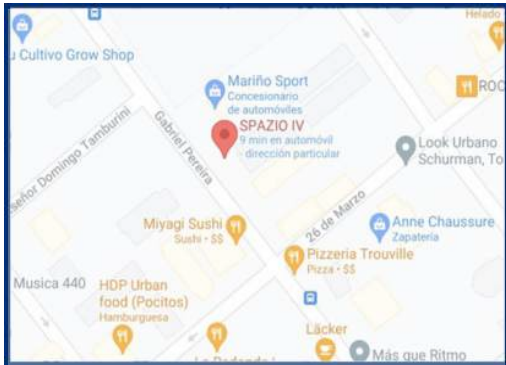 Helado
u Cultivo Grow Shop
Mariño Sport
Concesionario
de automóviles
ROC
SPAZIO IV
9 min en automóvil
- dirección particular
Gabriel Pereira
señor Domingo Tamburini
Look Urbano
Schurman, To
26 de Marzo
Miyagi Sushi
Sushi · $$
Anne Chaussure
Zapatería
Pizzeria Trouville
Pizza · $$
Musica 440
HDP Urban
food (Pocitos)
Hamburguesa
Läcker
Más que Ritmo